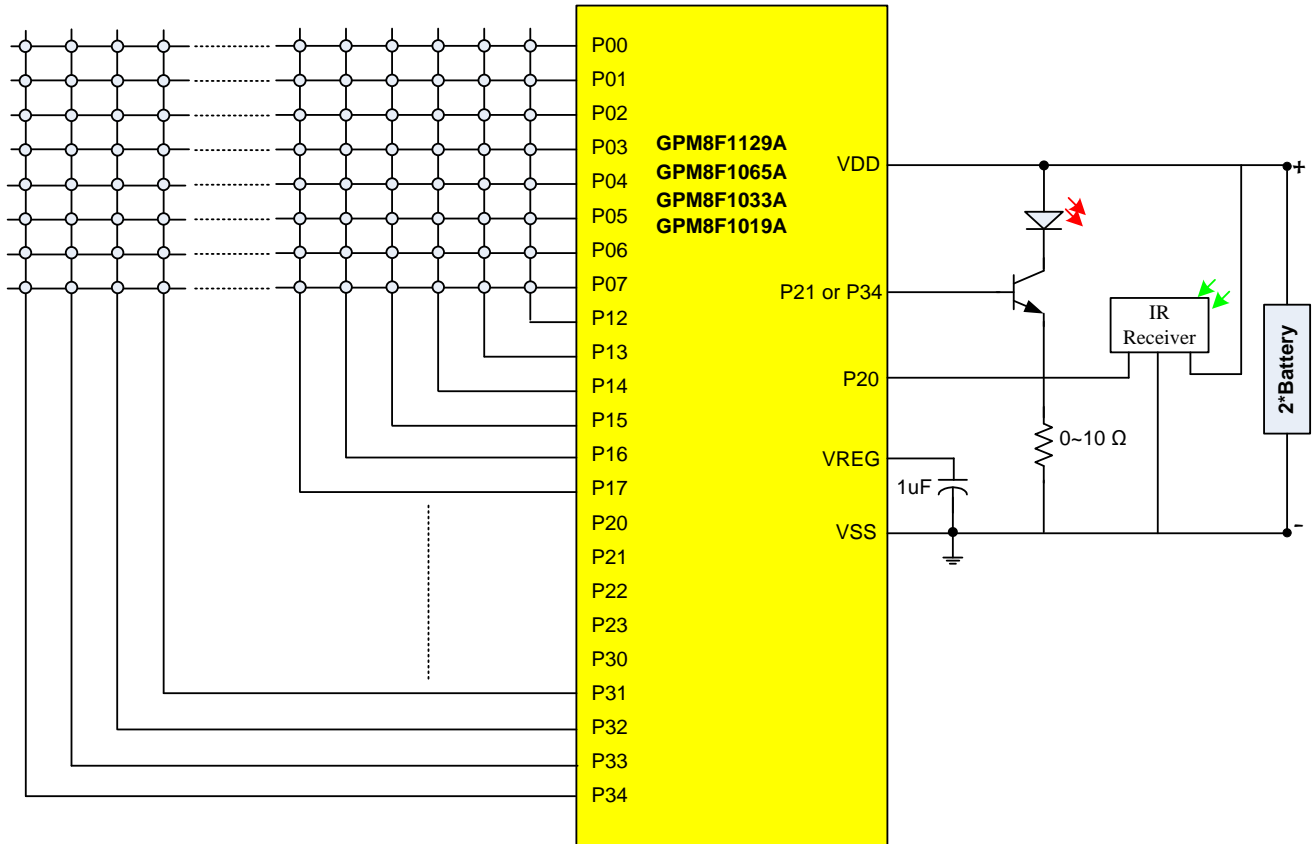 P00
P01
P02
P03
P04
P05
P06
P07
P12
P13
P14
P15
P16
P17
P20
P21
P22
P23
P30
P31
P32
P33
P34
GPM8F1129A
GPM8F1065A
GPM8F1033A
GPM8F1019A
VDD
P21 or P34
P20
VREG
VSS
1uF
0~10 Ω
IR
Receiver
+
2*Battery
-